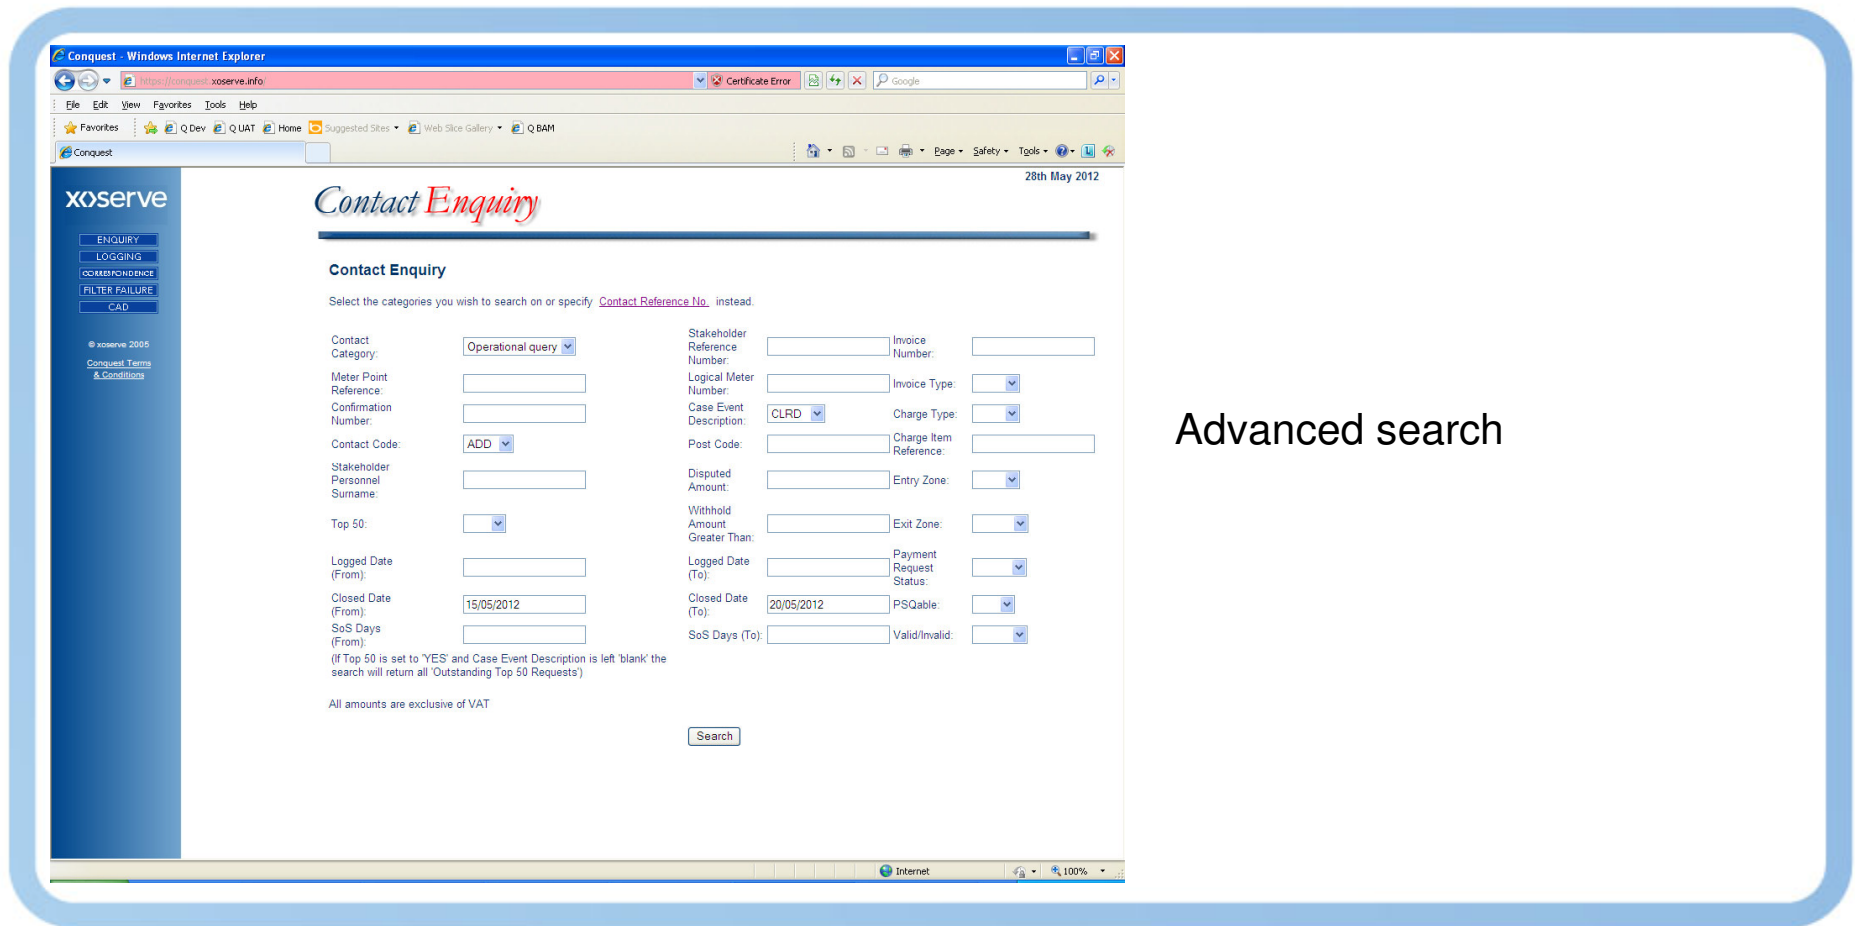 Conquest - Windows Internet Explorer
https://conquest.xoserve.info/
Certificate Error
Google
File Edit View Favorites Tools Help
Favorites Q Dev Q UAT Home Suggested Sites Web Slice Gallery Q BAM
Conquest
Page Safety Tools
28th May 2012
xoserve
Contact Enquiry
ENQUIRY
LOGGING
CORRESPONDENCE
FILTER FAILURE
CAD
© xoserve 2005
Conquest Terms
& Conditions
Contact Enquiry
Select the categories you wish to search on or specify Contact Reference No. instead.
Contact
Category:
Operational query
Stakeholder
Reference
Number:
Invoice
Number:
Meter Point
Reference:
Logical Meter
Number:
Invoice Type:
Confirmation
Number:
Case Event
Description:
CLRD
Charge Type:
Contact Code:
ADD
Post Code:
Charge Item
Reference:
Stakeholder
Personnel
Surname:
Disputed
Amount:
Entry Zone:
Top 50:
Withhold
Amount
Greater Than:
Exit Zone:
Logged Date
(From):
Logged Date
(To):
Payment
Request
Status:
Closed Date
(From):
15/05/2012
Closed Date
(To):
20/05/2012
PSQable:
SoS Days
(From):
SoS Days (To):
Valid/Invalid:
(If Top 50 is set to 'YES' and Case Event Description is left 'blank' the
search will return all 'Outstanding Top 50 Requests')
All amounts are exclusive of VAT
Search
Internet
100%
Advanced search